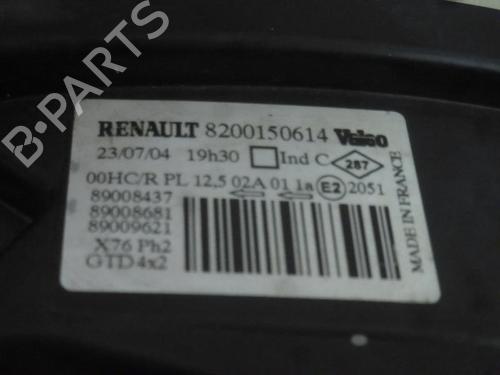 RENAULT 8200150614 Valeo
23/07/04 19h30 Ind C 287
00HC/R PL 12,5 02A 01 1a E2 2051
89008437
89008681
89009621
X76 Ph2
GTD 4x2
MADE IN FRANCE
B-PARTS